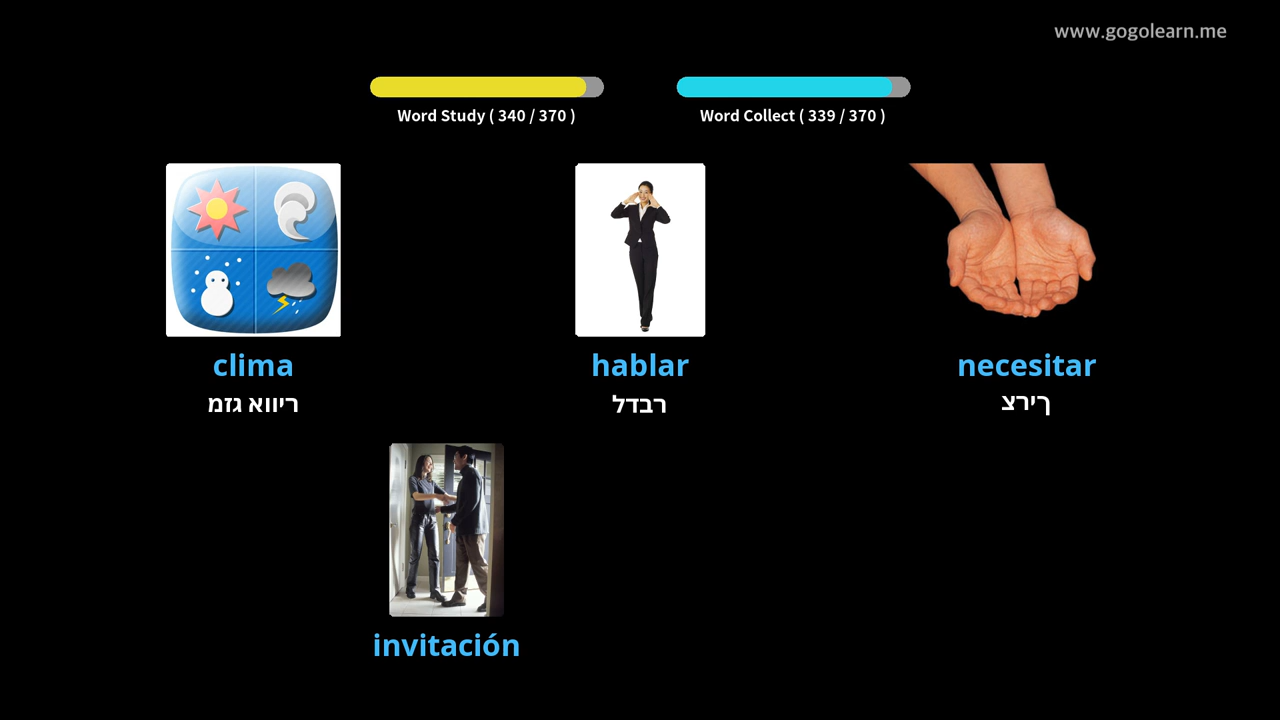 www.gogolearn.me
Word Study ( 340 / 370 )
Word Collect ( 339 / 370 )
clima
hablar
necesitar
ריווא גזמ
רבדל
ךירצ
invitación